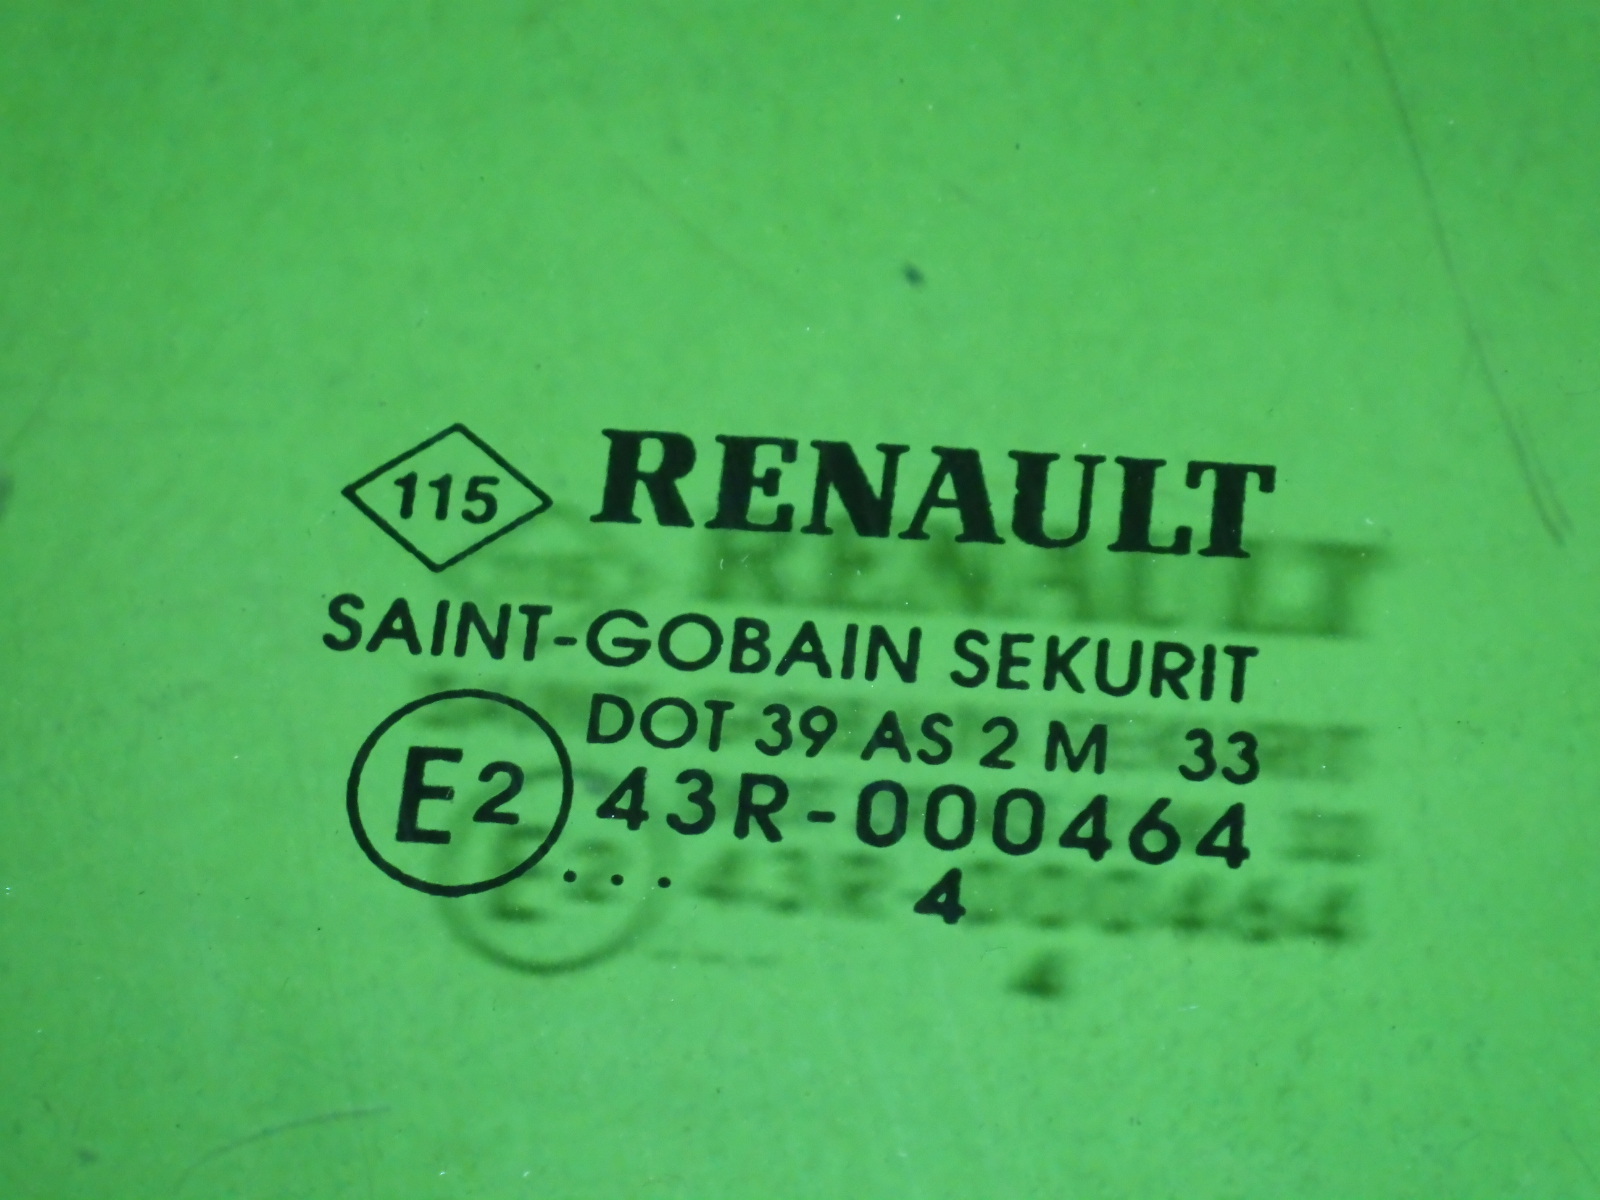 115 RENAULT
SAINT-GOBAIN SEKURIT
DOT 39 AS 2 M 33
E2 43R-000464
... 4